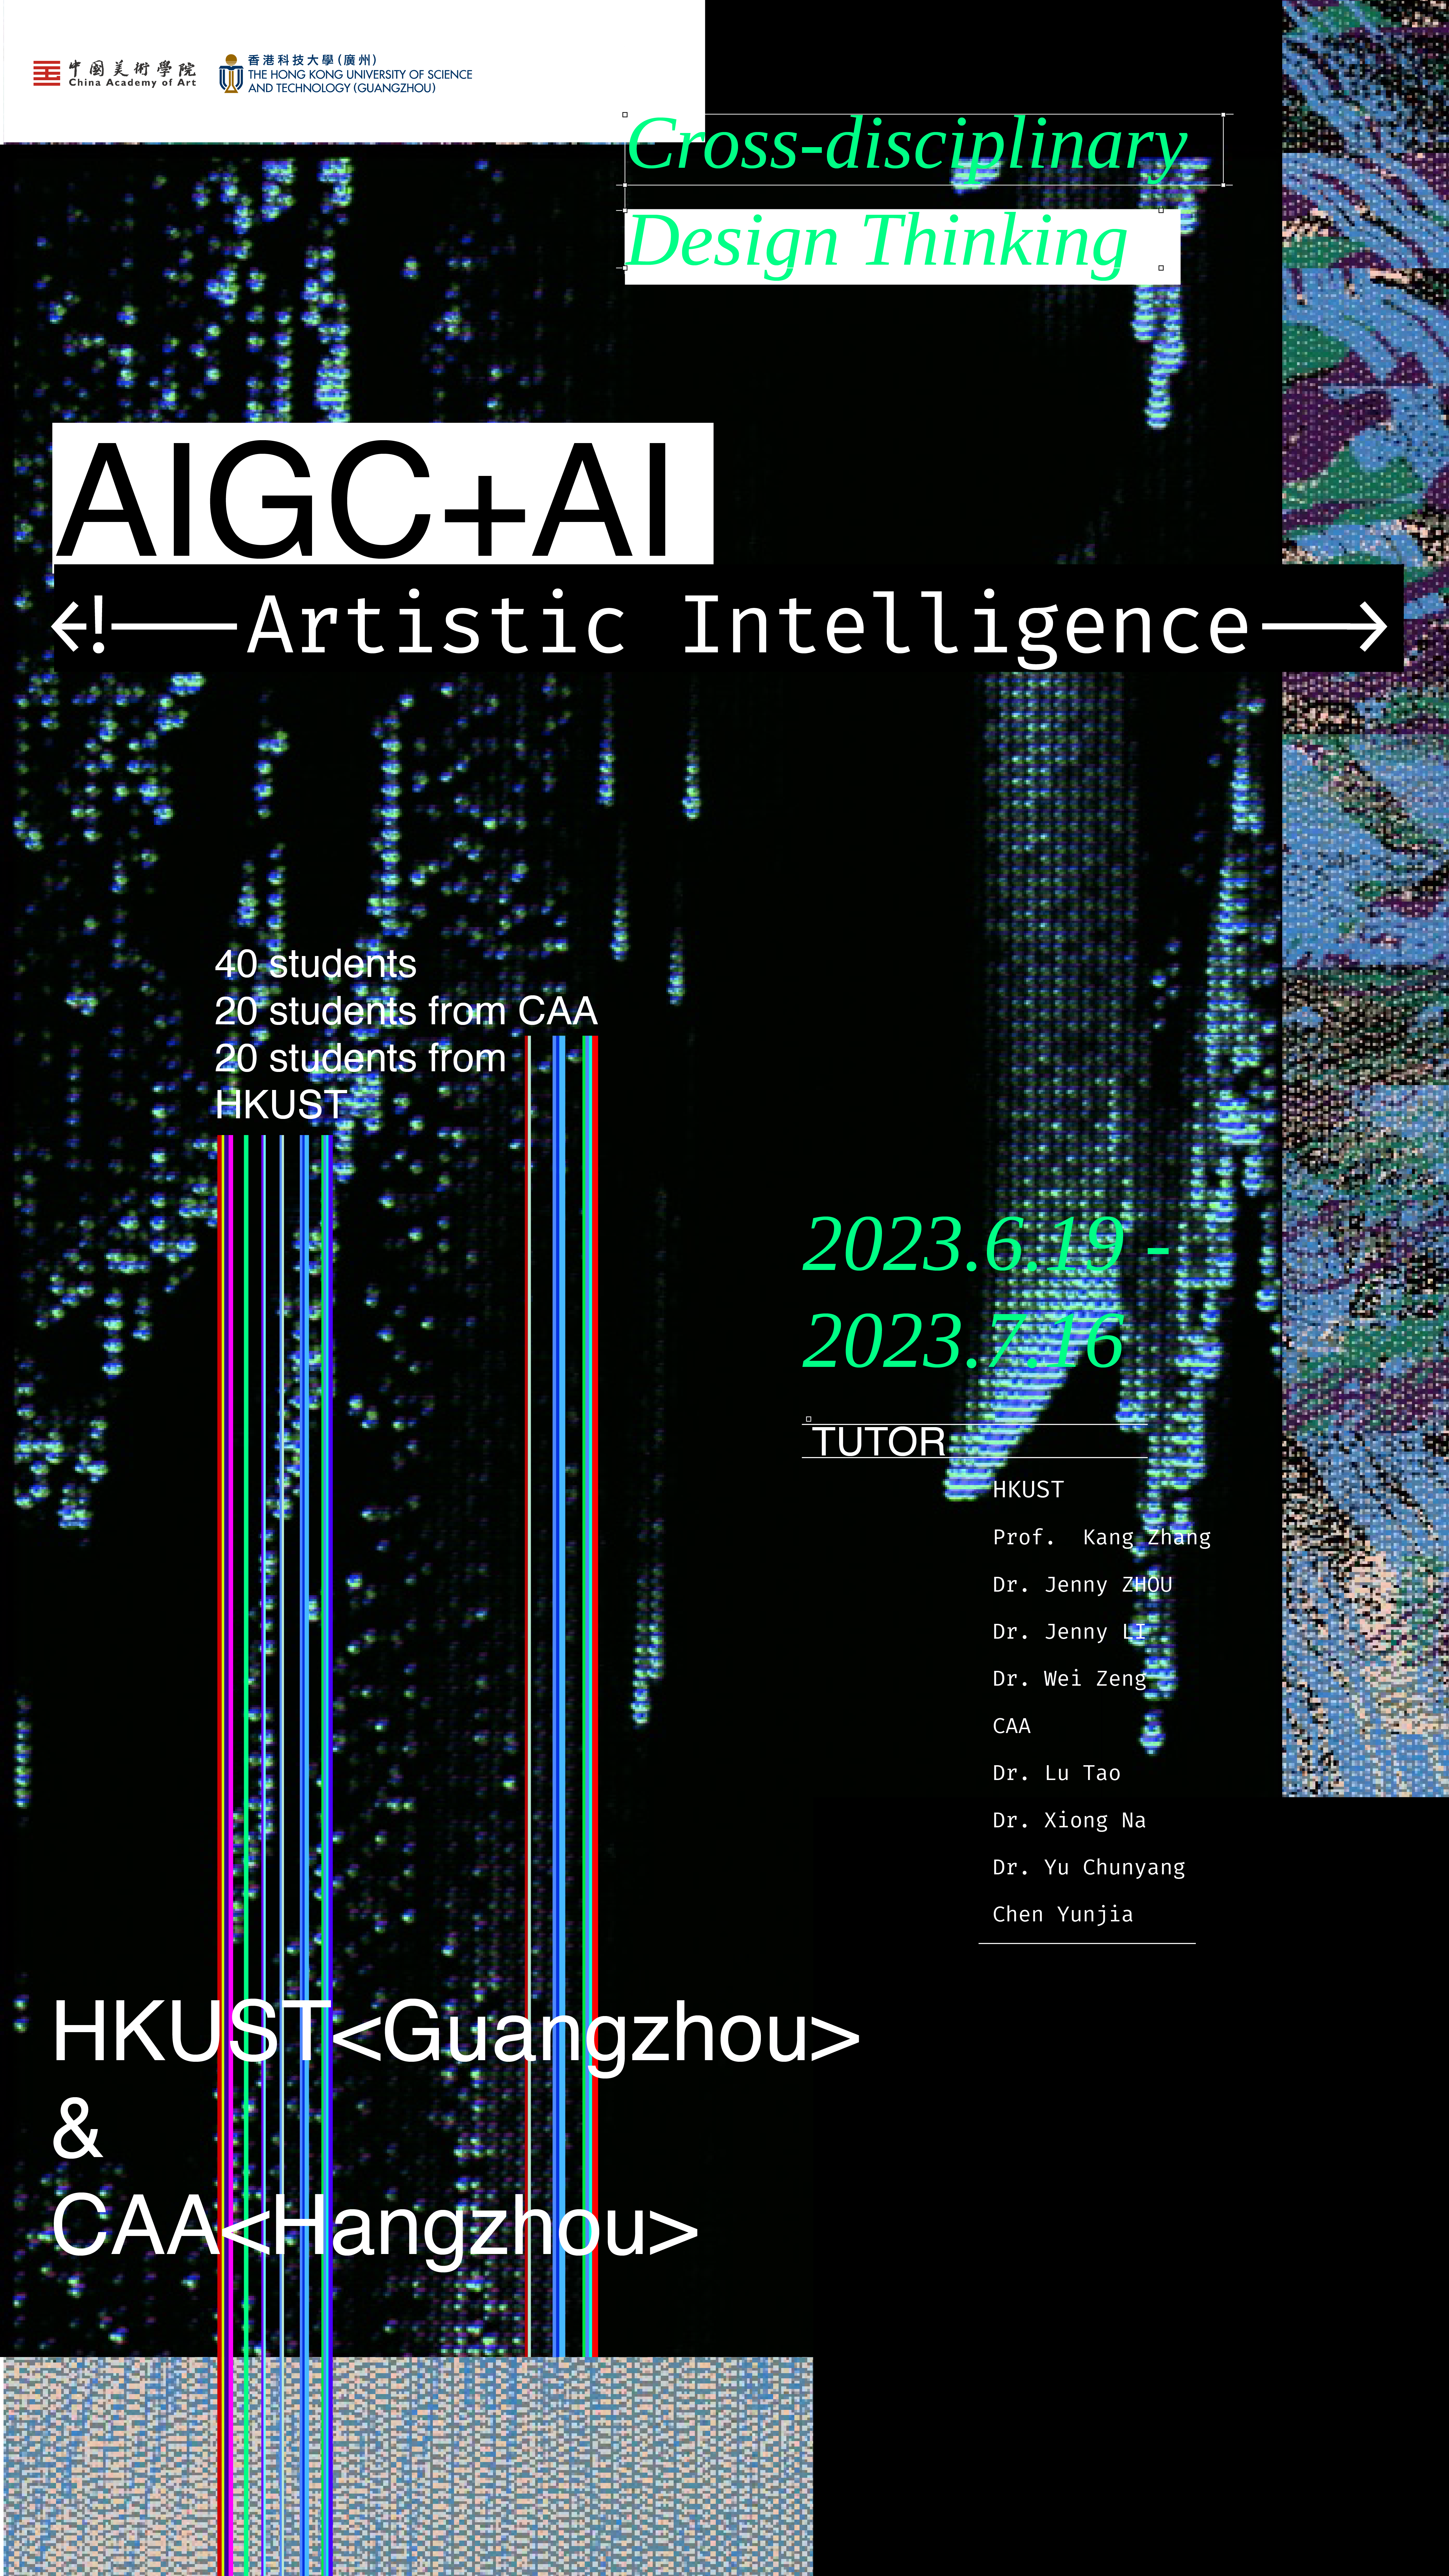 中國美術學院
China Academy of Art
香港科技大學(廣州)
THE HONG KONG UNIVERSITY OF SCIENCE
AND TECHNOLOGY (GUANGZHOU)
Cross-disciplinary
Design Thinking
AIGC+AI
<!——Artistic Intelligence——>
40 students
20 students from CAA
20 students from
HKUST
2023.6.19 -
2023.7.16
TUTOR
HKUST
Prof.  Kang Zhang
Dr. Jenny ZHOU
Dr. Jenny LI
Dr. Wei Zeng
CAA
Dr. Lu Tao
Dr. Xiong Na
Dr. Yu Chunyang
Chen Yunjia
HKUST<Guangzhou>
&
CAA<Hangzhou>